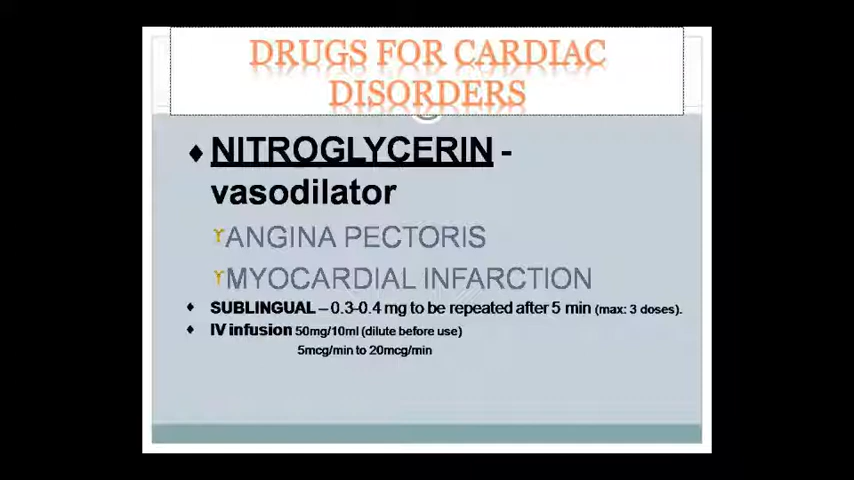 DRUGS FOR CARDIAC
DISORDERS
♦ NITROGLYCERIN -
vasodilator
ANGINA PECTORIS
MYOCARDIAL INFARCTION
♦ SUBLINGUAL – 0.3-0.4 mg to be repeated after 5 min (max: 3 doses).
♦ IV infusion 50mg/10ml (dilute before use)
5mcg/min to 20mcg/min